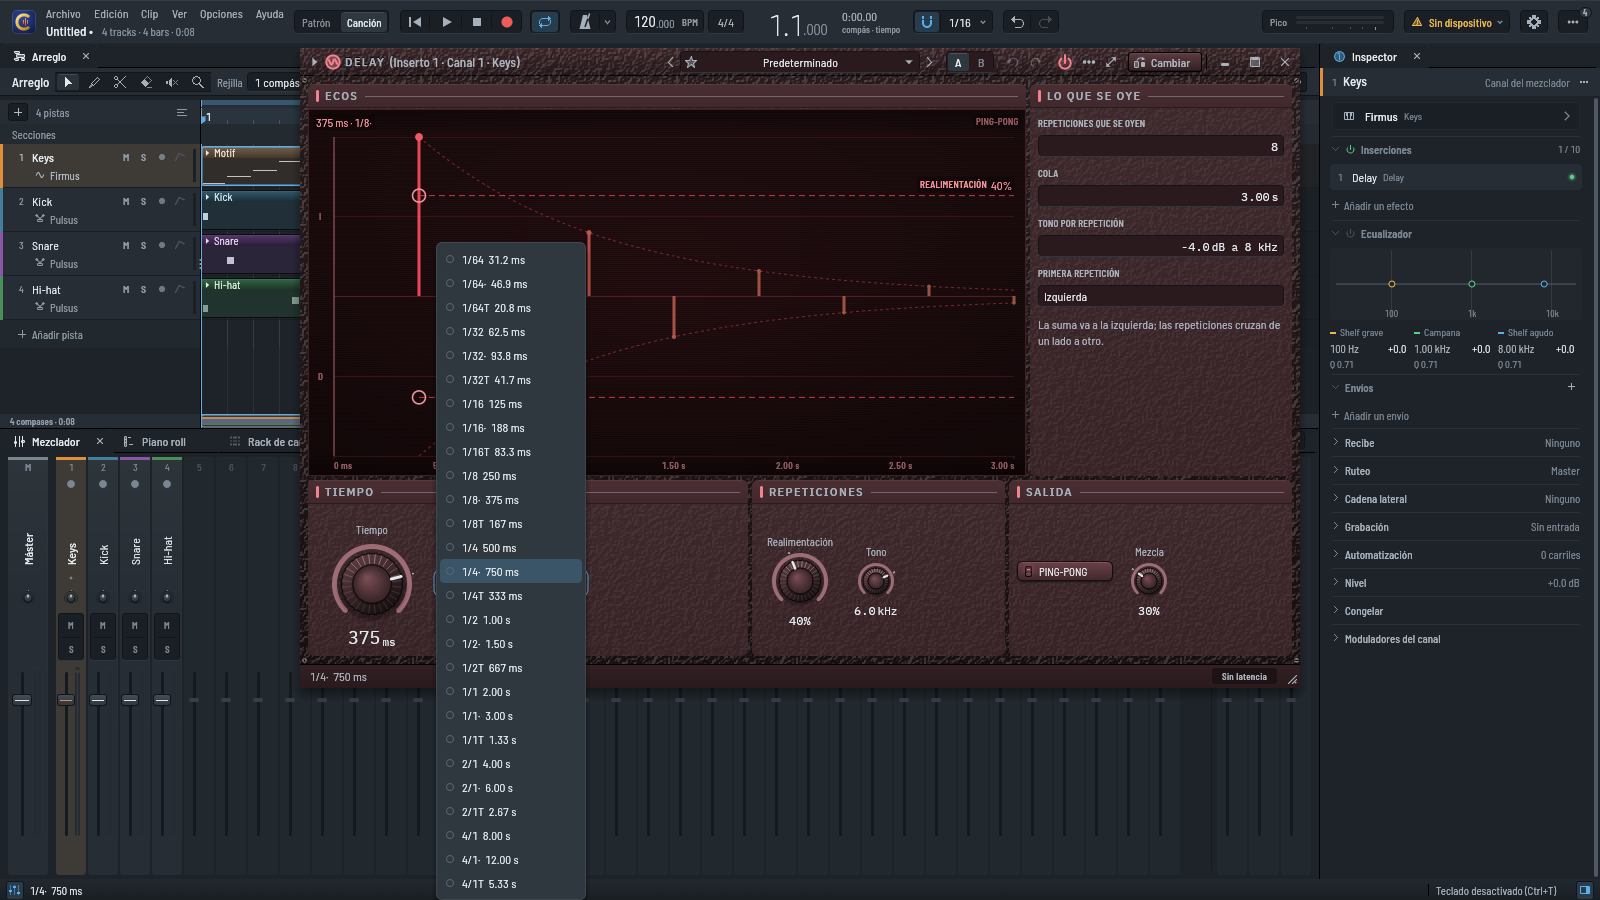 Archivo Edición Clip Ver Opciones Ayuda
Untitled • 4 tracks · 4 bars · 0:08
Patrón Canción
120.000 BPM 4/4
1.1.000
0:00.00
compás · tiempo
1/16
Pico
Sin dispositivo
4
Arreglo
Arreglo
Rejilla 1 compás
4 pistas
Secciones
1
1 Keys M S
Firmus
Motif
2 Kick M S
Pulsus
Kick
3 Snare M S
Pulsus
Snare
4 Hi-hat M S
Pulsus
Hi-hat
Añadir pista
4 compases · 0:08
DELAY (Inserto 1 · Canal 1 · Keys)
Predeterminado
A B
Cambiar
ECOS
375 ms · 1/8·
PING-PONG
REALIMENTACIÓN 40%
I
D
0 ms
1.50 s
2.00 s
2.50 s
3.00 s
LO QUE SE OYE
REPETICIONES QUE SE OYEN
8
COLA
3.00 s
TONO POR REPETICIÓN
-4.0 dB a 8 kHz
PRIMERA REPETICIÓN
Izquierda
La suma va a la izquierda; las repeticiones cruzan de
un lado a otro.
1/64 31.2 ms
1/64· 46.9 ms
1/64T 20.8 ms
1/32 62.5 ms
1/32· 93.8 ms
1/32T 41.7 ms
1/16 125 ms
1/16· 188 ms
1/16T 83.3 ms
1/8 250 ms
1/8· 375 ms
1/8T 167 ms
1/4 500 ms
1/4· 750 ms
1/4T 333 ms
1/2 1.00 s
1/2· 1.50 s
1/2T 667 ms
1/1 2.00 s
1/1· 3.00 s
1/1T 1.33 s
2/1 4.00 s
2/1· 6.00 s
2/1T 2.67 s
4/1 8.00 s
4/1· 12.00 s
4/1T 5.33 s
TIEMPO
Tiempo
375 ms
REPETICIONES
Realimentación
40%
Tono
6.0 kHz
SALIDA
PING-PONG
Mezcla
30%
1/4· 750 ms
Sin latencia
Mezclador
Piano roll
Rack de ca
M 1 2 3 4 5 6 7 8
Máster
Keys
Kick
Snare
Hi-hat
M M M M
S S S S
Inspector
1 Keys Canal del mezclador
Firmus Keys
Inserciones 1 / 10
1 Delay Delay
Añadir un efecto
Ecualizador
100 1k 10k
Shelf grave Campana Shelf agudo
100 Hz +0.0 1.00 kHz +0.0 8.00 kHz +0.0
Q 0.71 Q 0.71 Q 0.71
Envíos
Añadir un envío
Recibe Ninguno
Ruteo Master
Cadena lateral Ninguno
Grabación Sin entrada
Automatización 0 carriles
Nivel +0.0 dB
Congelar
Moduladores del canal
1/4· 750 ms
Teclado desactivado (Ctrl+T)